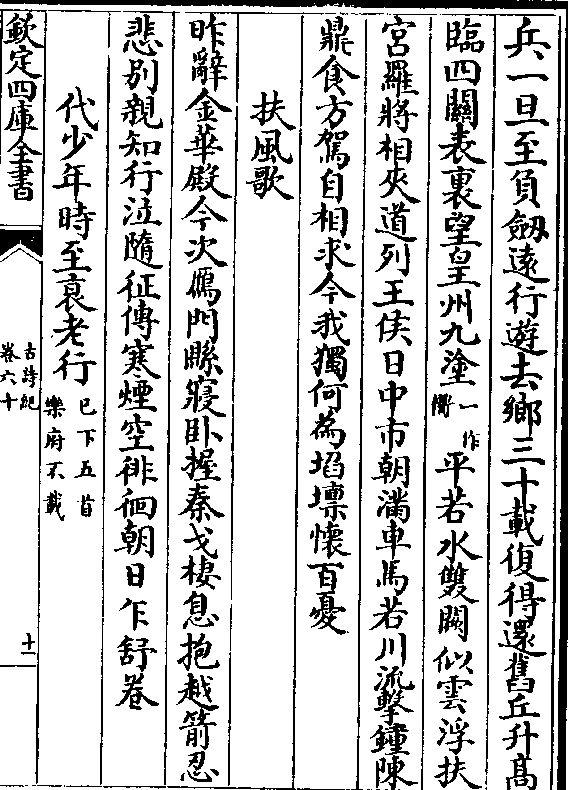 兵一旦至負劒遠行遊去鄉三十載復得還舊丘升髙
臨四關表裏望皇州九塗一作衢平若水雙闕似雲浮扶
宮羅將相夾道列王侯日中市朝滿車馬若川流擊鐘陳
鼎食方駕自相求今我獨何為坎壈懷百憂
扶風歌
昨辭金華殿今次鴈門縣寢卧握秦戈棲息抱越箭忍
悲別親知行泣隨征傳寒煙空徘徊朝日乍舒卷
代少年時至衰老行已下五首樂府不載
欽定四庫全書
古詩紀
卷六十
十一